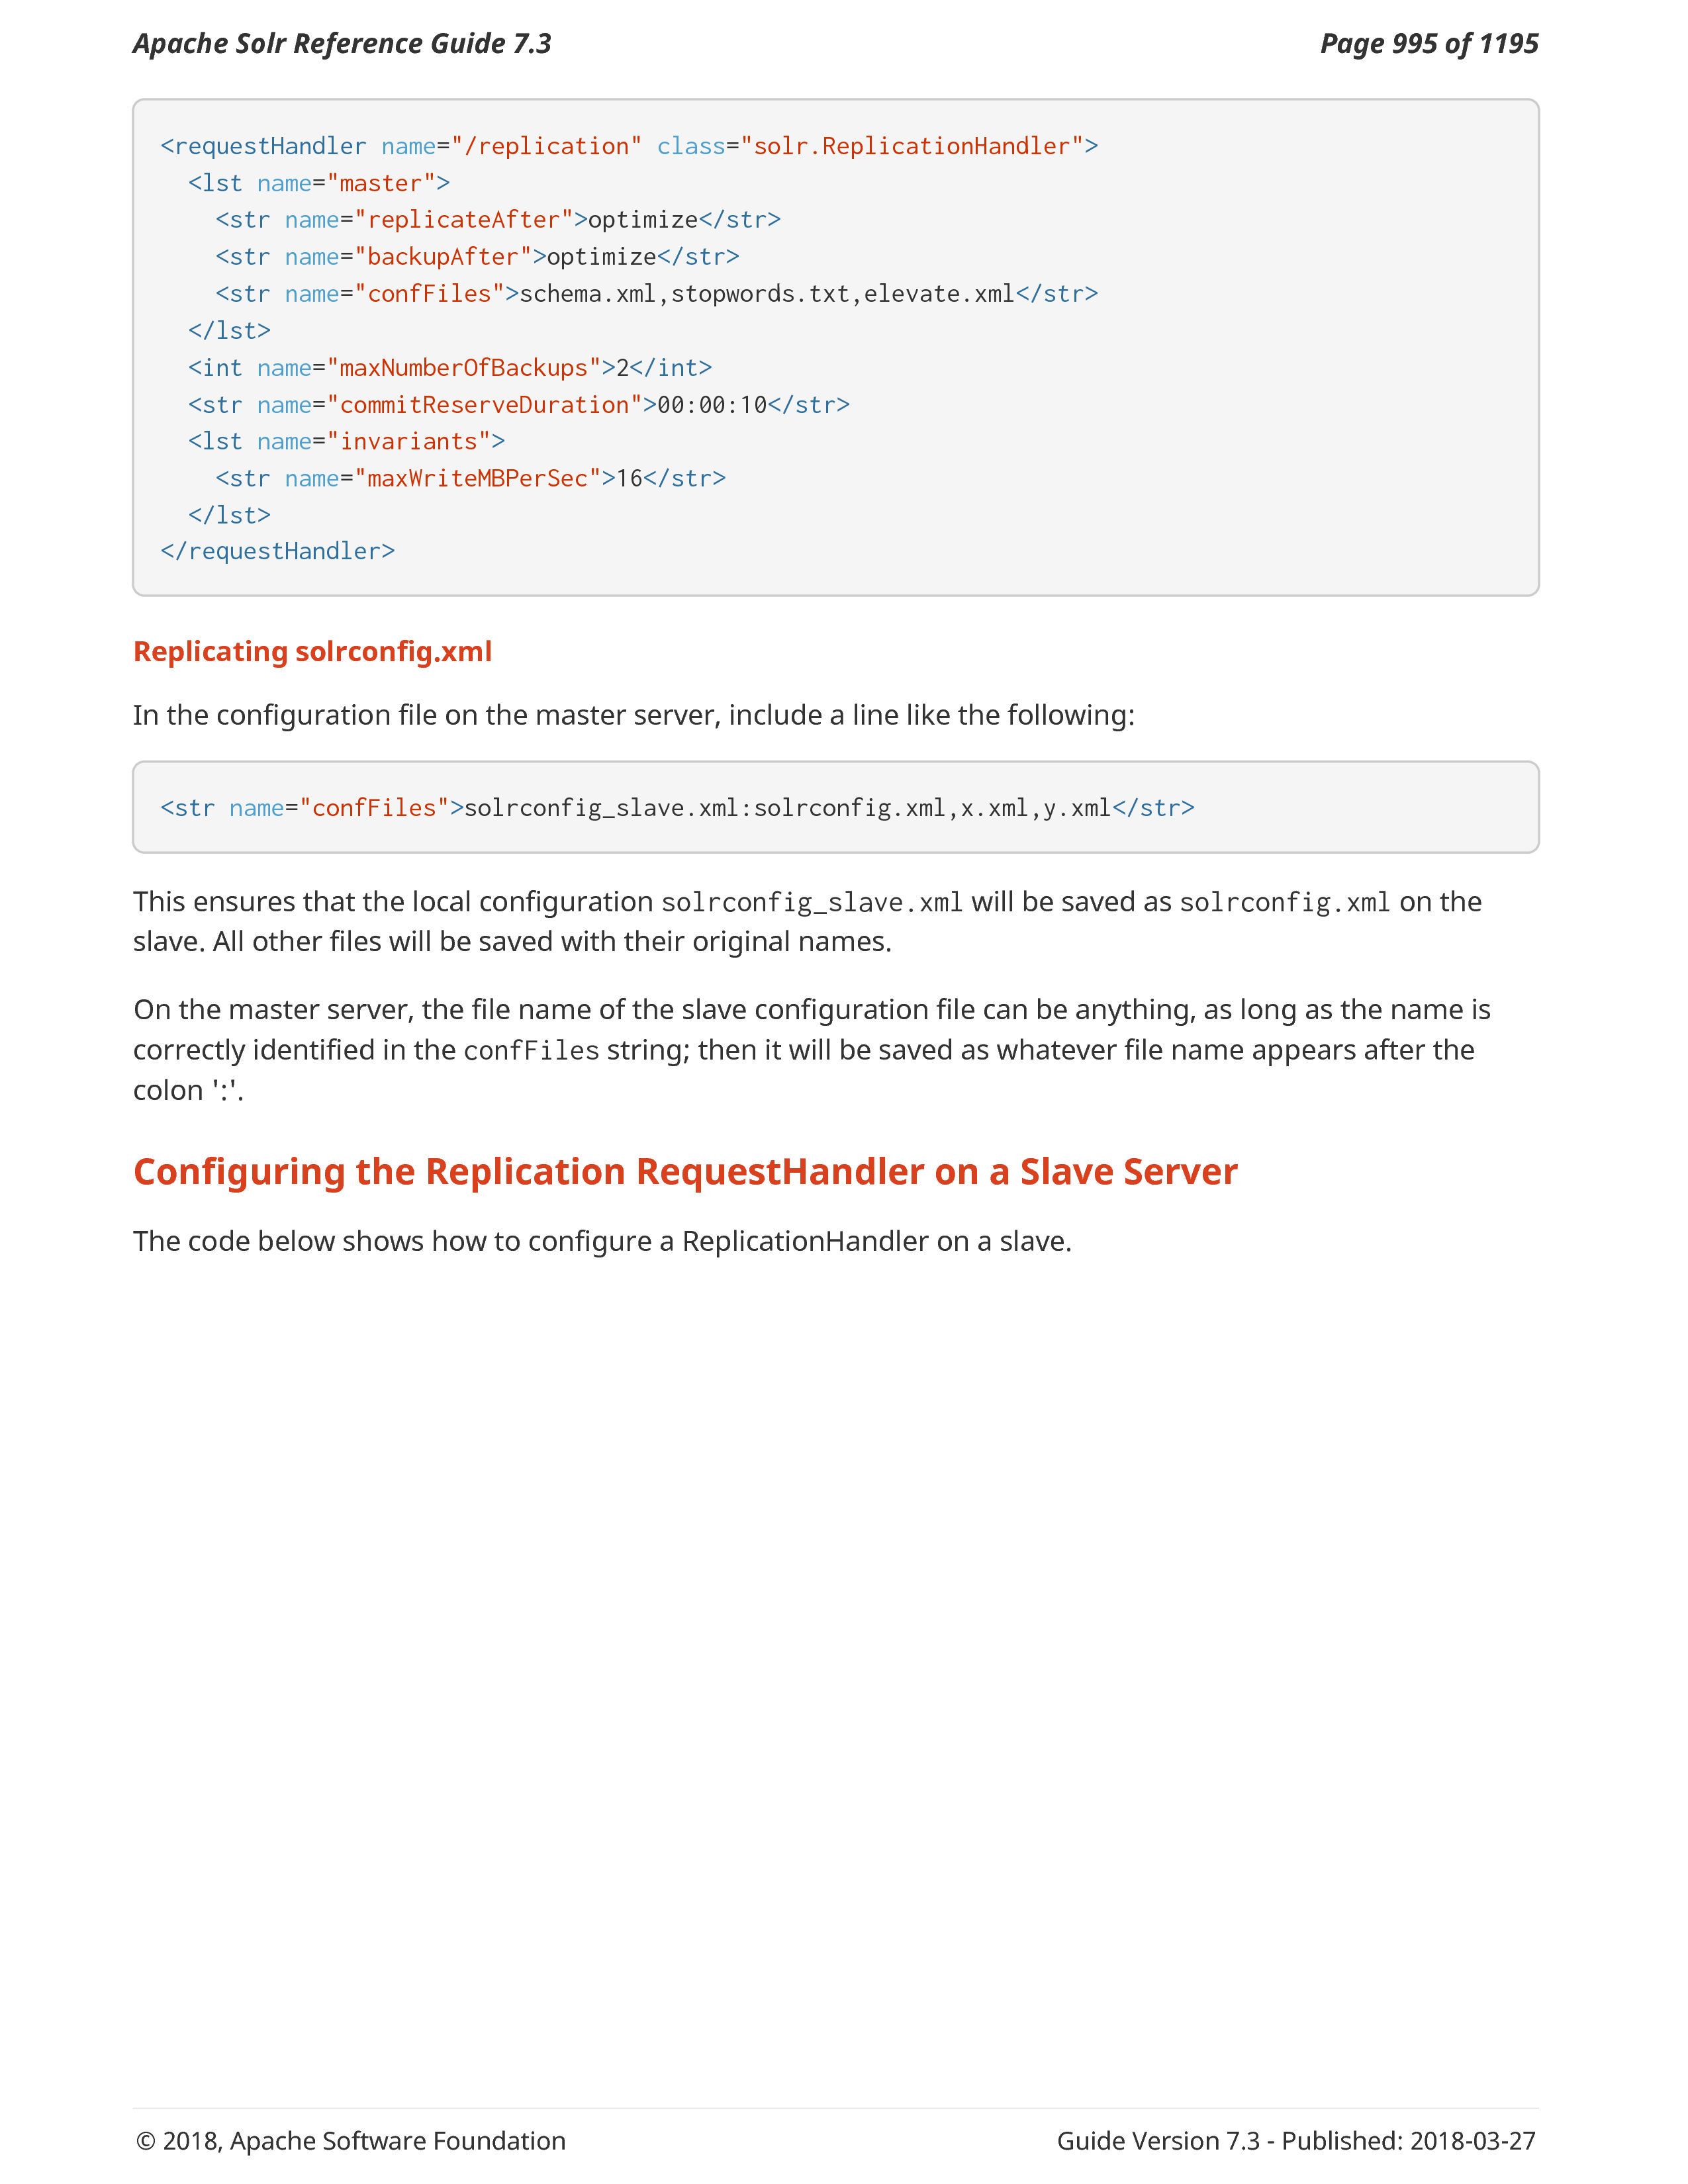 Apache Solr Reference Guide 7.3
Page 995 of 1195
<requestHandler name="/replication" class="solr.ReplicationHandler">
  <lst name="master">
    <str name="replicateAfter">optimize</str>
    <str name="backupAfter">optimize</str>
    <str name="confFiles">schema.xml,stopwords.txt,elevate.xml</str>
  </lst>
  <int name="maxNumberOfBackups">2</int>
  <str name="commitReserveDuration">00:00:10</str>
  <lst name="invariants">
    <str name="maxWriteMBPerSec">16</str>
  </lst>
</requestHandler>
Replicating solrconfig.xml
In the configuration file on the master server, include a line like the following:
<str name="confFiles">solrconfig_slave.xml:solrconfig.xml,x.xml,y.xml</str>
This ensures that the local configuration solrconfig_slave.xml will be saved as solrconfig.xml on the
slave. All other files will be saved with their original names.
On the master server, the file name of the slave configuration file can be anything, as long as the name is
correctly identified in the confFiles string; then it will be saved as whatever file name appears after the
colon ':'.
Configuring the Replication RequestHandler on a Slave Server
The code below shows how to configure a ReplicationHandler on a slave.
© 2018, Apache Software Foundation
Guide Version 7.3 - Published: 2018-03-27